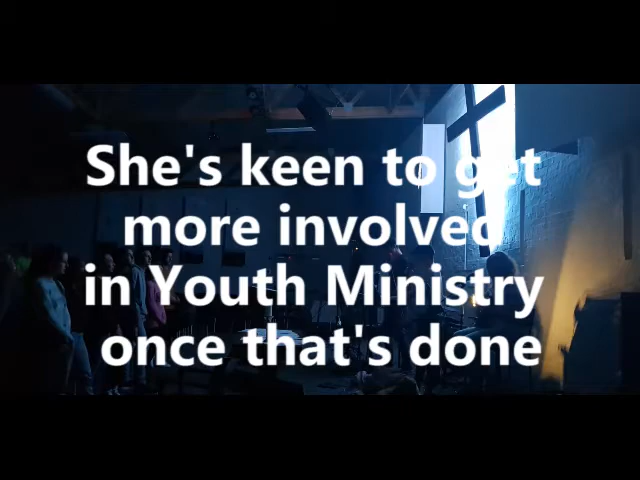 She's keen to get
more involved
in Youth Ministry
once that's done